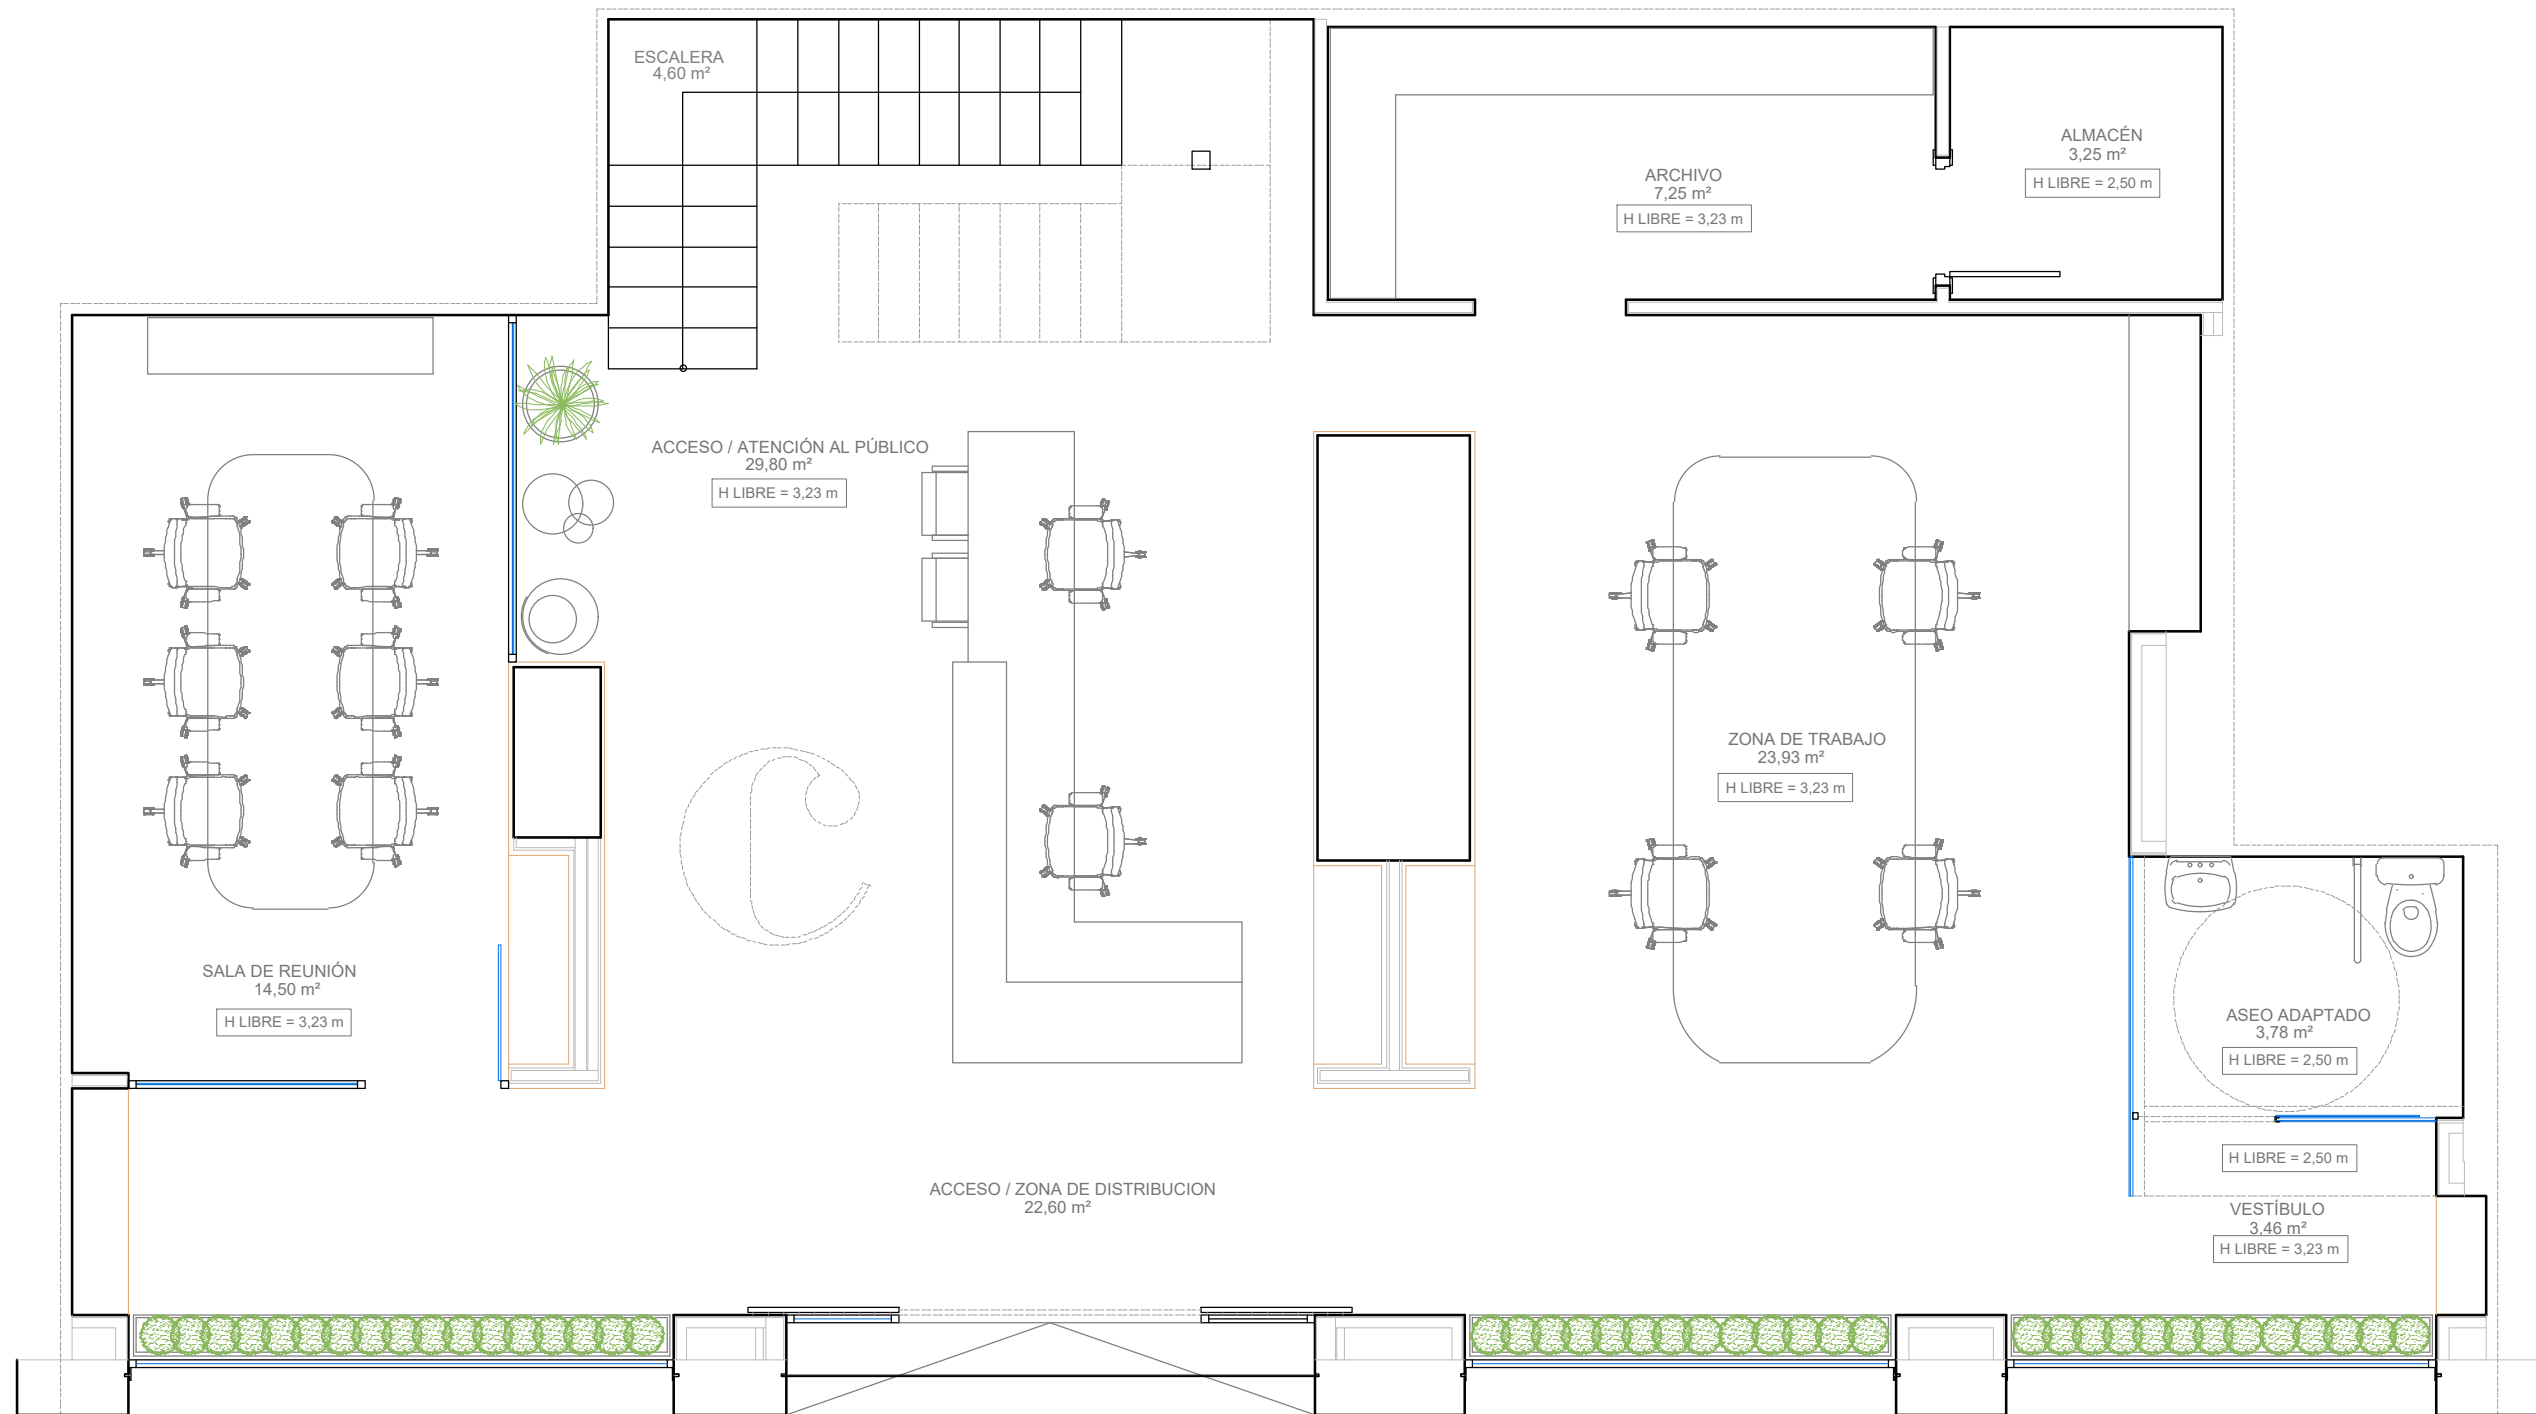 ESCALERA
4,60 m²
ALMACÉN
3,25 m²
H LIBRE = 2,50 m
ARCHIVO
7,25 m²
H LIBRE = 3,23 m
ACCESO / ATENCIÓN AL PÚBLICO
29,80 m²
H LIBRE = 3,23 m
ZONA DE TRABAJO
23,93 m²
H LIBRE = 3,23 m
SALA DE REUNIÓN
14,50 m²
H LIBRE = 3,23 m
ASEO ADAPTADO
3,78 m²
H LIBRE = 2,50 m
H LIBRE = 2,50 m
ACCESO / ZONA DE DISTRIBUCION
22,60 m²
VESTÍBULO
3,46 m²
H LIBRE = 3,23 m